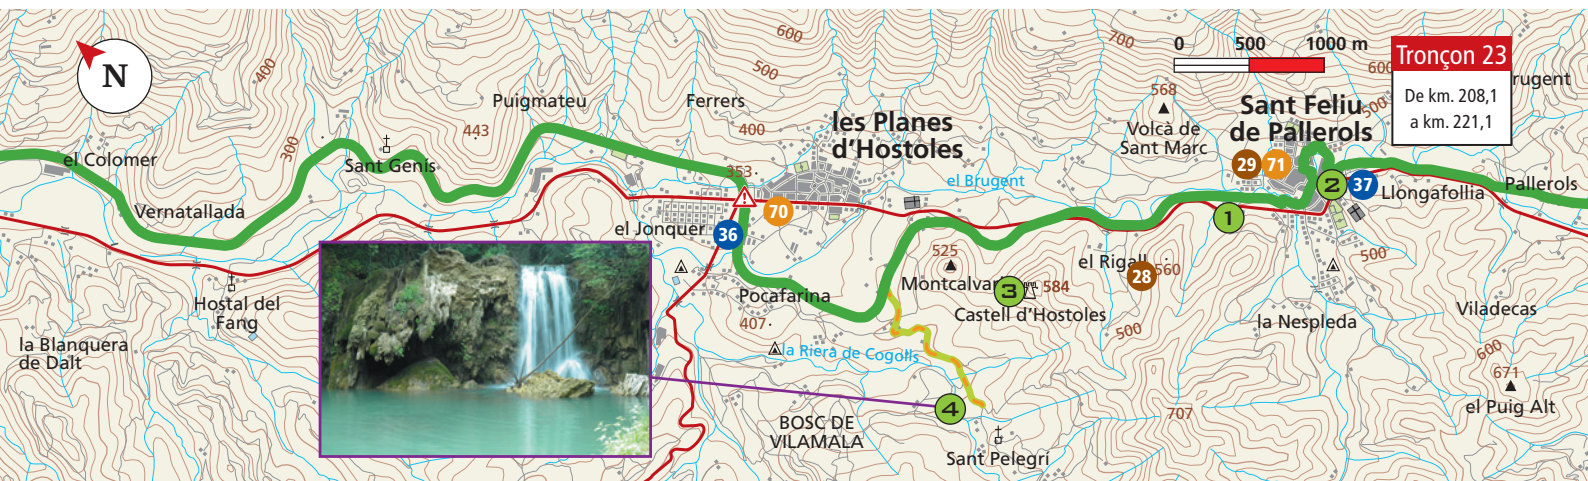 N
600
500
400
700
0 500 1000 m
Tronçon 23
De km. 208,1
a km. 221,1
600
rugent
500
568
Volcà de
Sant Marc
Sant Feliu
de Pallerols
29
71
2
37
Llongafollia
Pallerols
1
400
300
443
Puigmateu
Ferrers
les Planes
d'Hostoles
el Brugent
353
70
el Jonquer
36
el Colomer
Sant Genís
Vernatallada
Hostal del
Fang
la Blanquera
de Dalt
Pocafarina
407
la Riera de Cogolls
525
Montcalvari
3
584
Castell d'Hostoles
el Rigall
28
560
500
500
la Nespleda
Viladecas
600
671
el Puig Alt
4
BOSC DE
VILAMALA
707
Sant Pelegrí